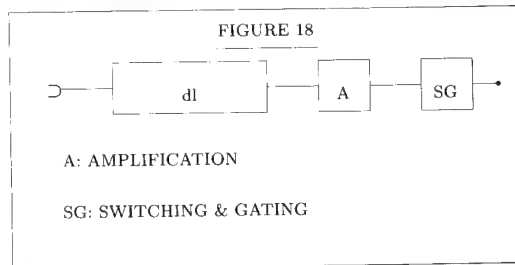 FIGURE 18
dl A SG
A: AMPLIFICATION
SG: SWITCHING & GATING